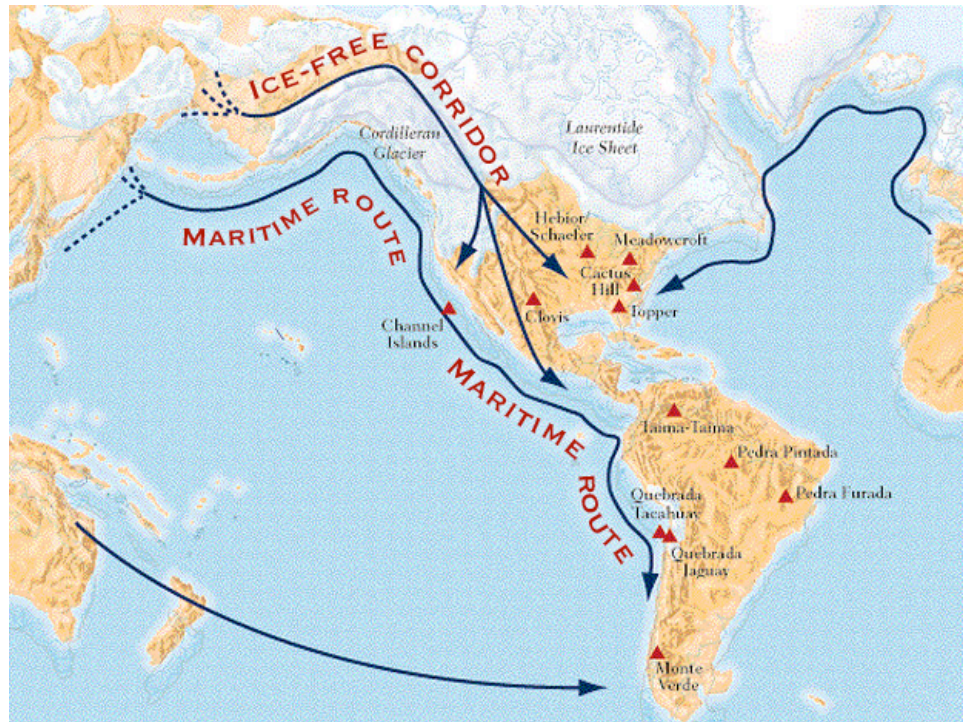 ICE-FREE CORRIDOR
Cordilleran
Glacier
Laurentide
Ice Sheet
MARITIME ROUTE
Hebior/
Schaefer
Meadowcroft
Cactus
Hill
Clovis
Topper
Channel
Islands
MARITIME ROUTE
Taima-Taima
Pedra Pintada
Pedra Furada
Quebrada
Tacahuay
Quebrada
Jaguay
Monte
Verde